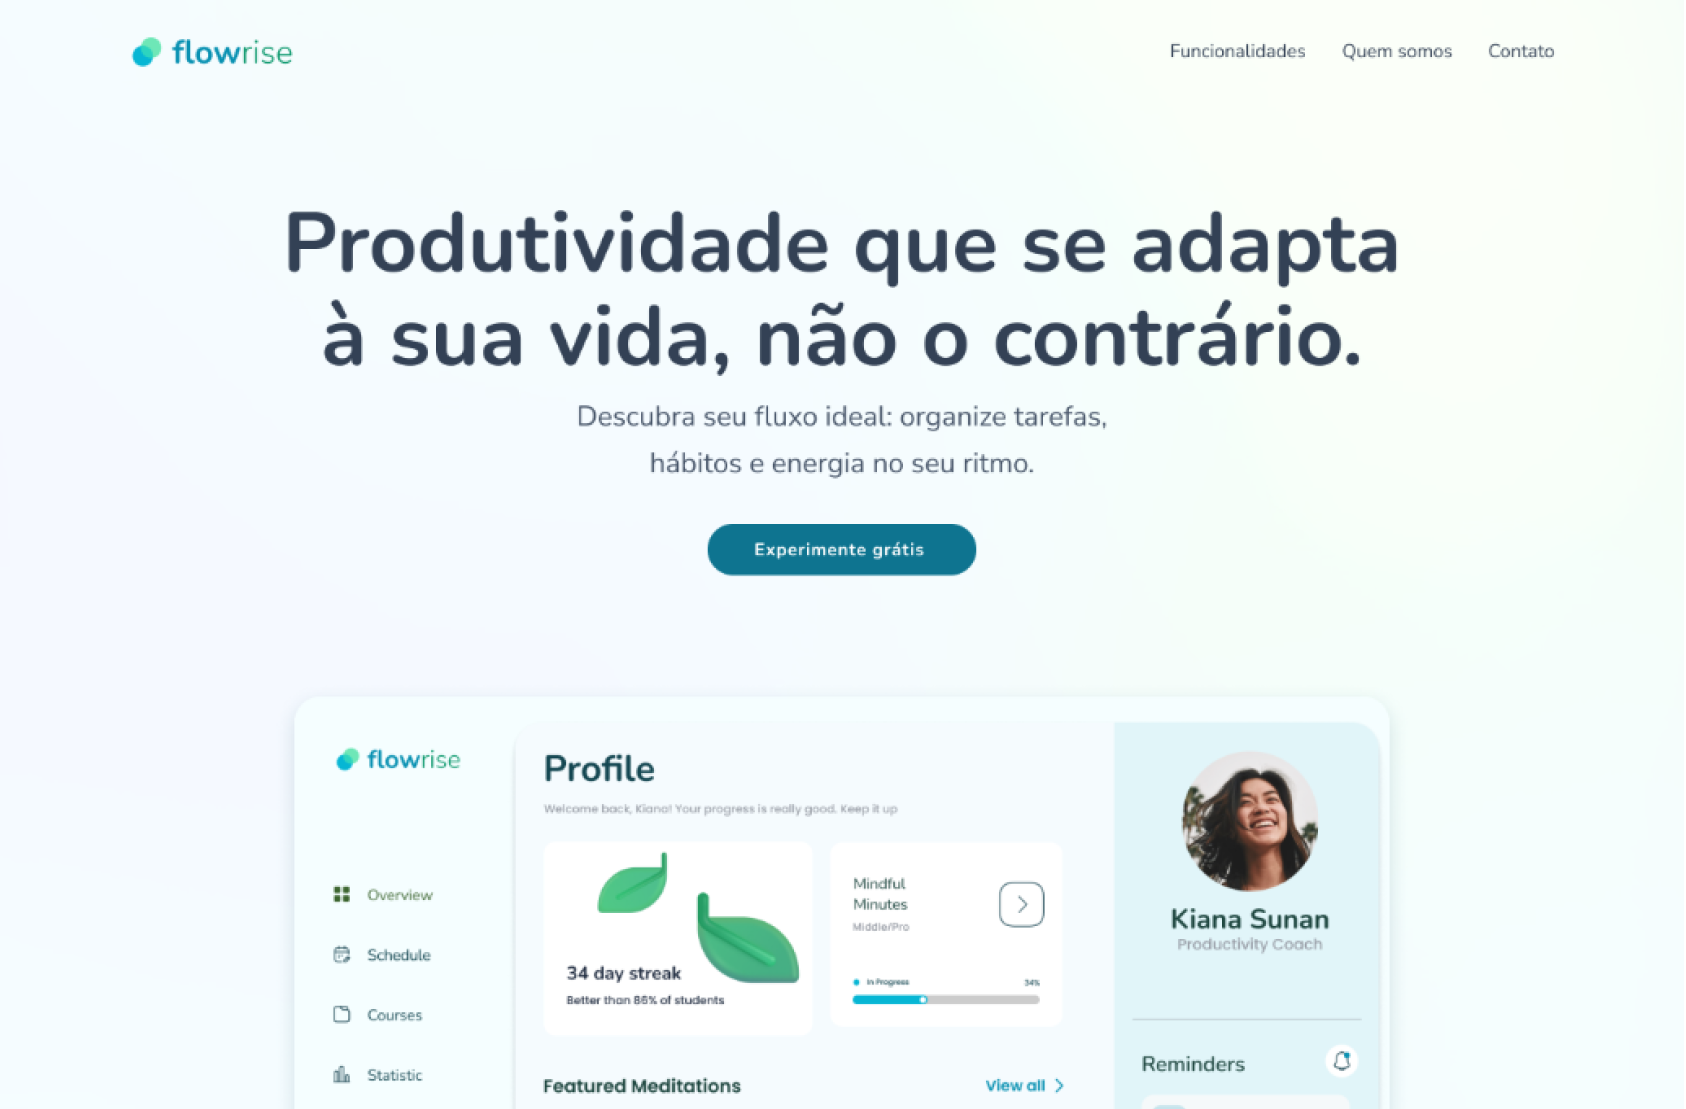 flowrise
Funcionalidades
Quem somos
Contato
Produtividade que se adapta
à sua vida, não o contrário.
Descubra seu fluxo ideal: organize tarefas,
hábitos e energia no seu ritmo.
Experimente grátis
flowrise
Overview
Schedule
Courses
Statistic
Profile
Welcome back, Kiana! Your progress is really good. Keep it up
34 day streak
Better than 86% of students
Mindful
Minutes
Middle/Pro
In Progress
34%
Featured Meditations
View all
Kiana Sunan
Productivity Coach
Reminders